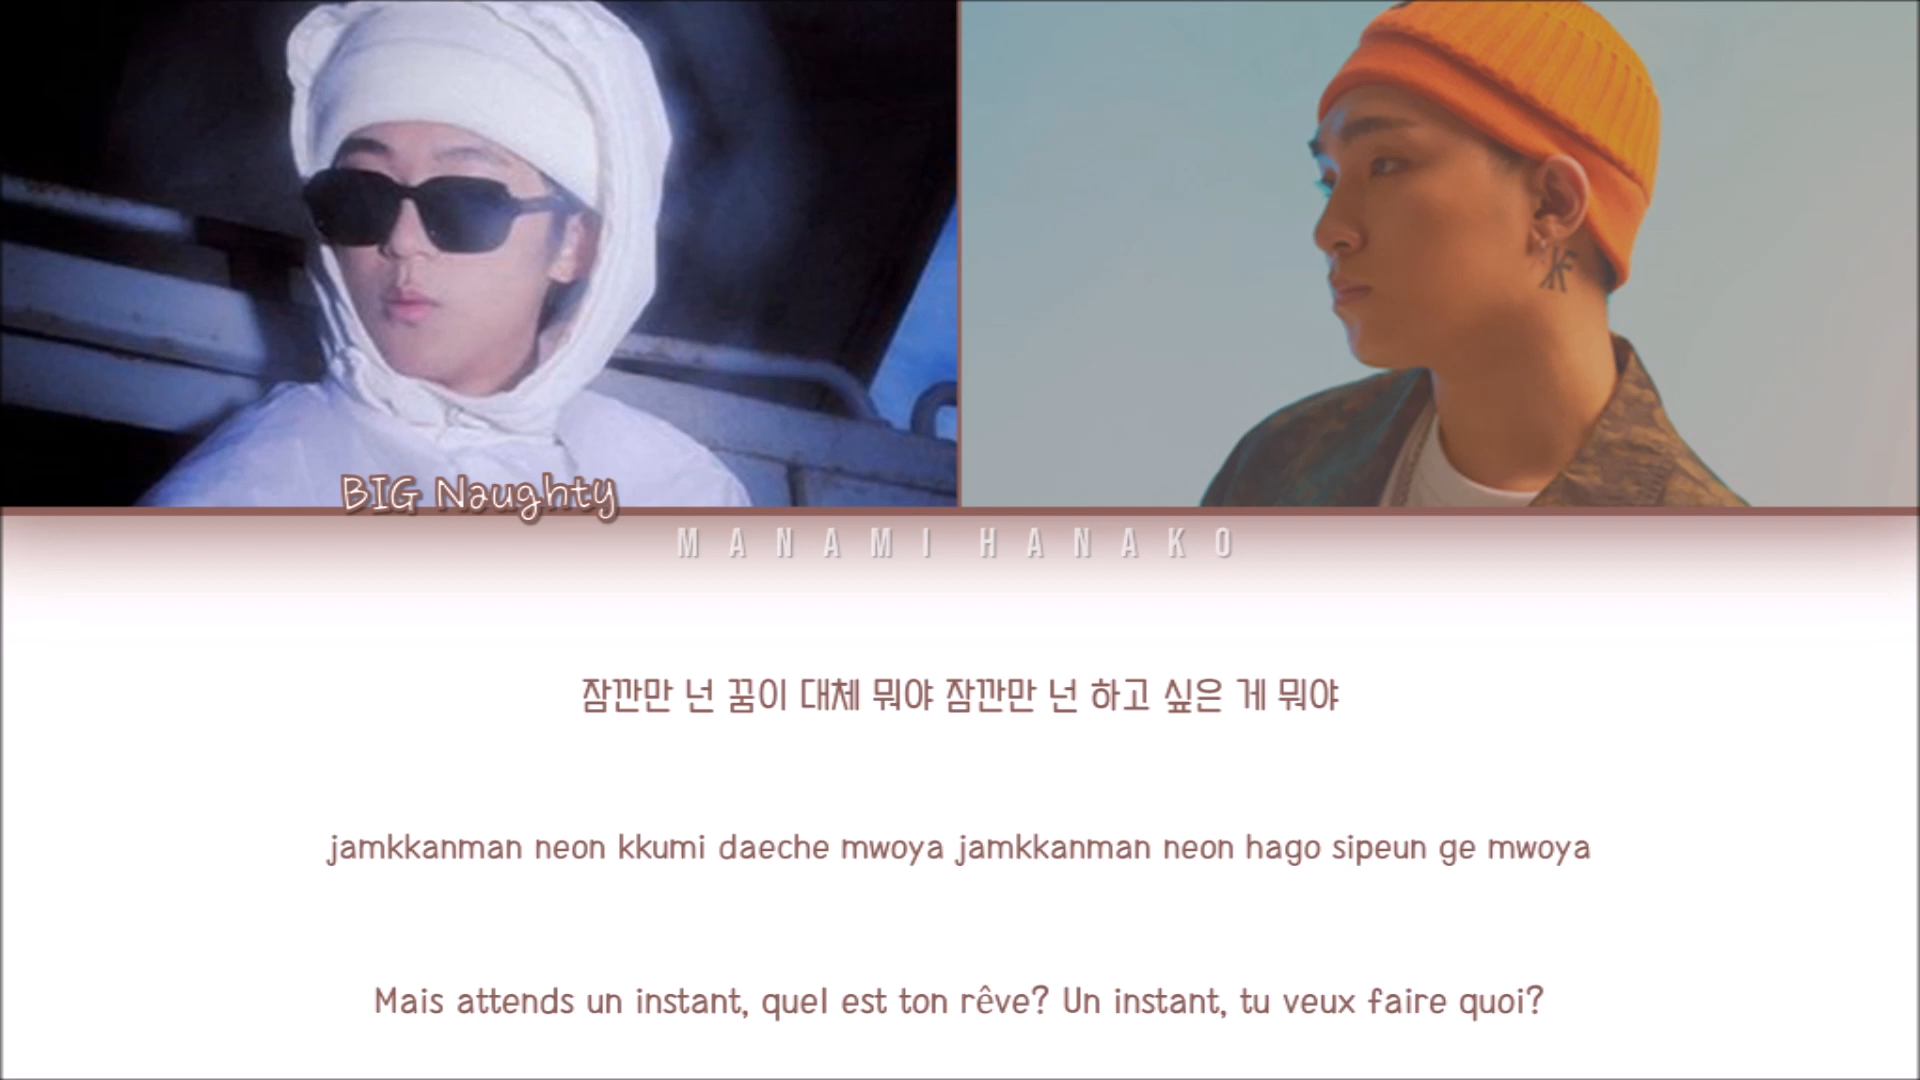 BIG Naughty
MANAMI HANAKO
잠깐만 넌 꿈이 대체 뭐야 잠깐만 넌 하고 싶은 게 뭐야
jamkkanman neon kkumi daeche mwoya jamkkanman neon hago sipeun ge mwoya
Mais attends un instant, quel est ton rêve? Un instant, tu veux faire quoi?